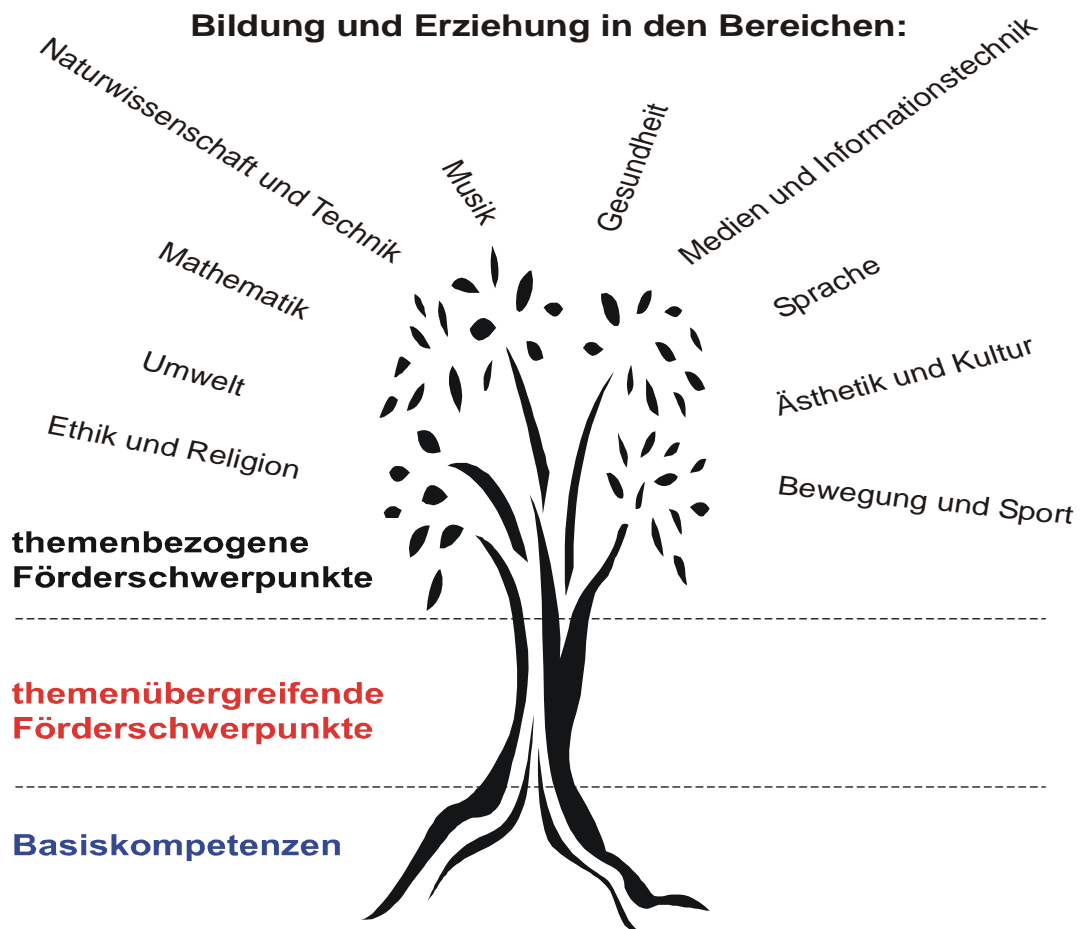 Bildung und Erziehung in den Bereichen:
Naturwissenschaft und Technik
Musik
Gesundheit
Medien und Informationstechnik
Mathematik
Sprache
Umwelt
Ästhetik und Kultur
Ethik und Religion
Bewegung und Sport
themenbezogene
Förderschwerpunkte
themenübergreifende
Förderschwerpunkte
Basiskompetenzen